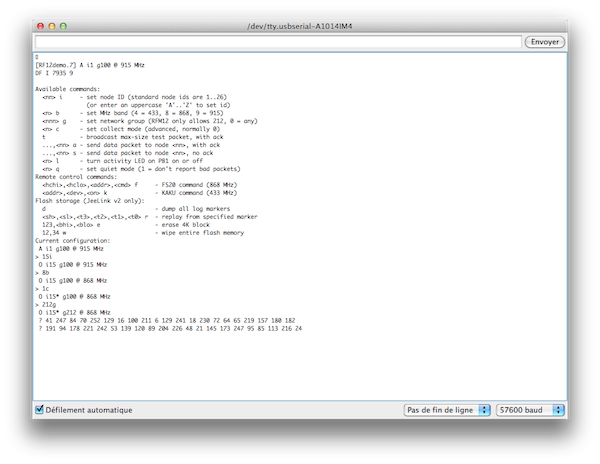 /dev/tty.usbserial-A1014IM4
Envoyer
[RF12demo.7] A i1 g100 @ 915 MHz
DF I 7935 9
Available commands:
<nn> i - set node ID (standard node ids are 1..26)
(or enter an uppercase 'A'..'Z' to set id)
<n> b - set MHz band (4 = 433, 8 = 868, 9 = 915)
<nnn> g - set network group (RFM12 only allows 212, 0 = any)
<n> c - set collect mode (advanced, normally 0)
t - broadcast max-size test packet, with ack
...,<nn> a - send data packet to node <nn>, with ack
...,<nn> s - send data packet to node <nn>, no ack
<n> l - turn activity LED on PB1 on or off
<n> q - set quiet mode (1 = don't report bad packets)
Remote control commands:
<hchi>,<hclo>,<addr>,<cmd> f - FS20 command (868 MHz)
<addr>,<dev>,<on> k - KAKU command (433 MHz)
Flash storage (JeeLink v2 only):
d - dump all log markers
<sh>,<sl>,<t3>,<t2>,<t1>,<t0> r - replay from specified marker
123,<bhi>,<blo> e - erase 4K block
12,34 w - wipe entire flash memory
Current configuration:
A i1 g100 @ 915 MHz
> 15i
O i15 g100 @ 915 MHz
> 8b
O i15 g100 @ 868 MHz
> 1c
O i15* g100 @ 868 MHz
> 212g
O i15* g212 @ 868 MHz
? 41 247 84 70 252 129 16 100 211 6 129 241 18 230 72 64 65 219 157 180 182
? 191 94 178 221 242 53 139 120 89 204 226 48 21 145 173 247 95 85 113 216 24
Défilement automatique
Pas de fin de ligne
57600 baud